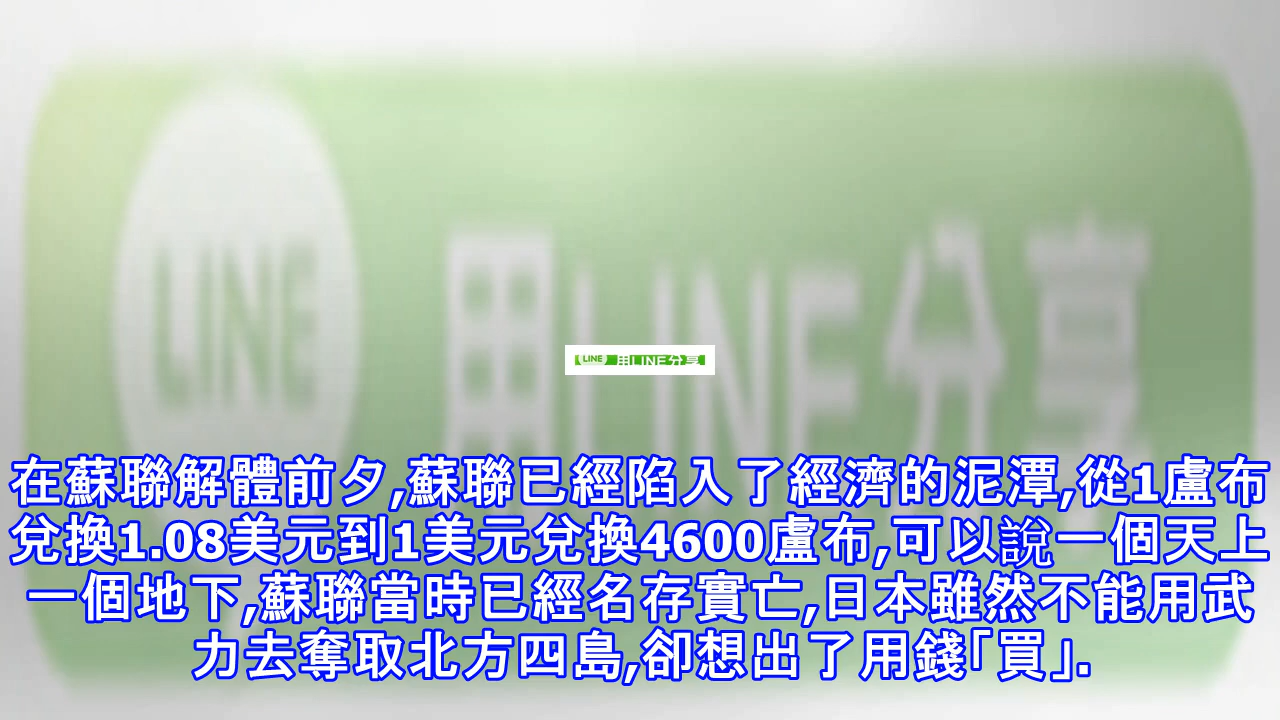 LINE 用LINE分享
LINE 用LINE分享
在蘇聯解體前夕,蘇聯已經陷入了經濟的泥潭,從1盧布
兌換1.08美元到1美元兌換4600盧布,可以說一個天上
一個地下,蘇聯當時已經名存實亡,日本雖然不能用武
力去奪取北方四島,卻想出了用錢｢買｣.